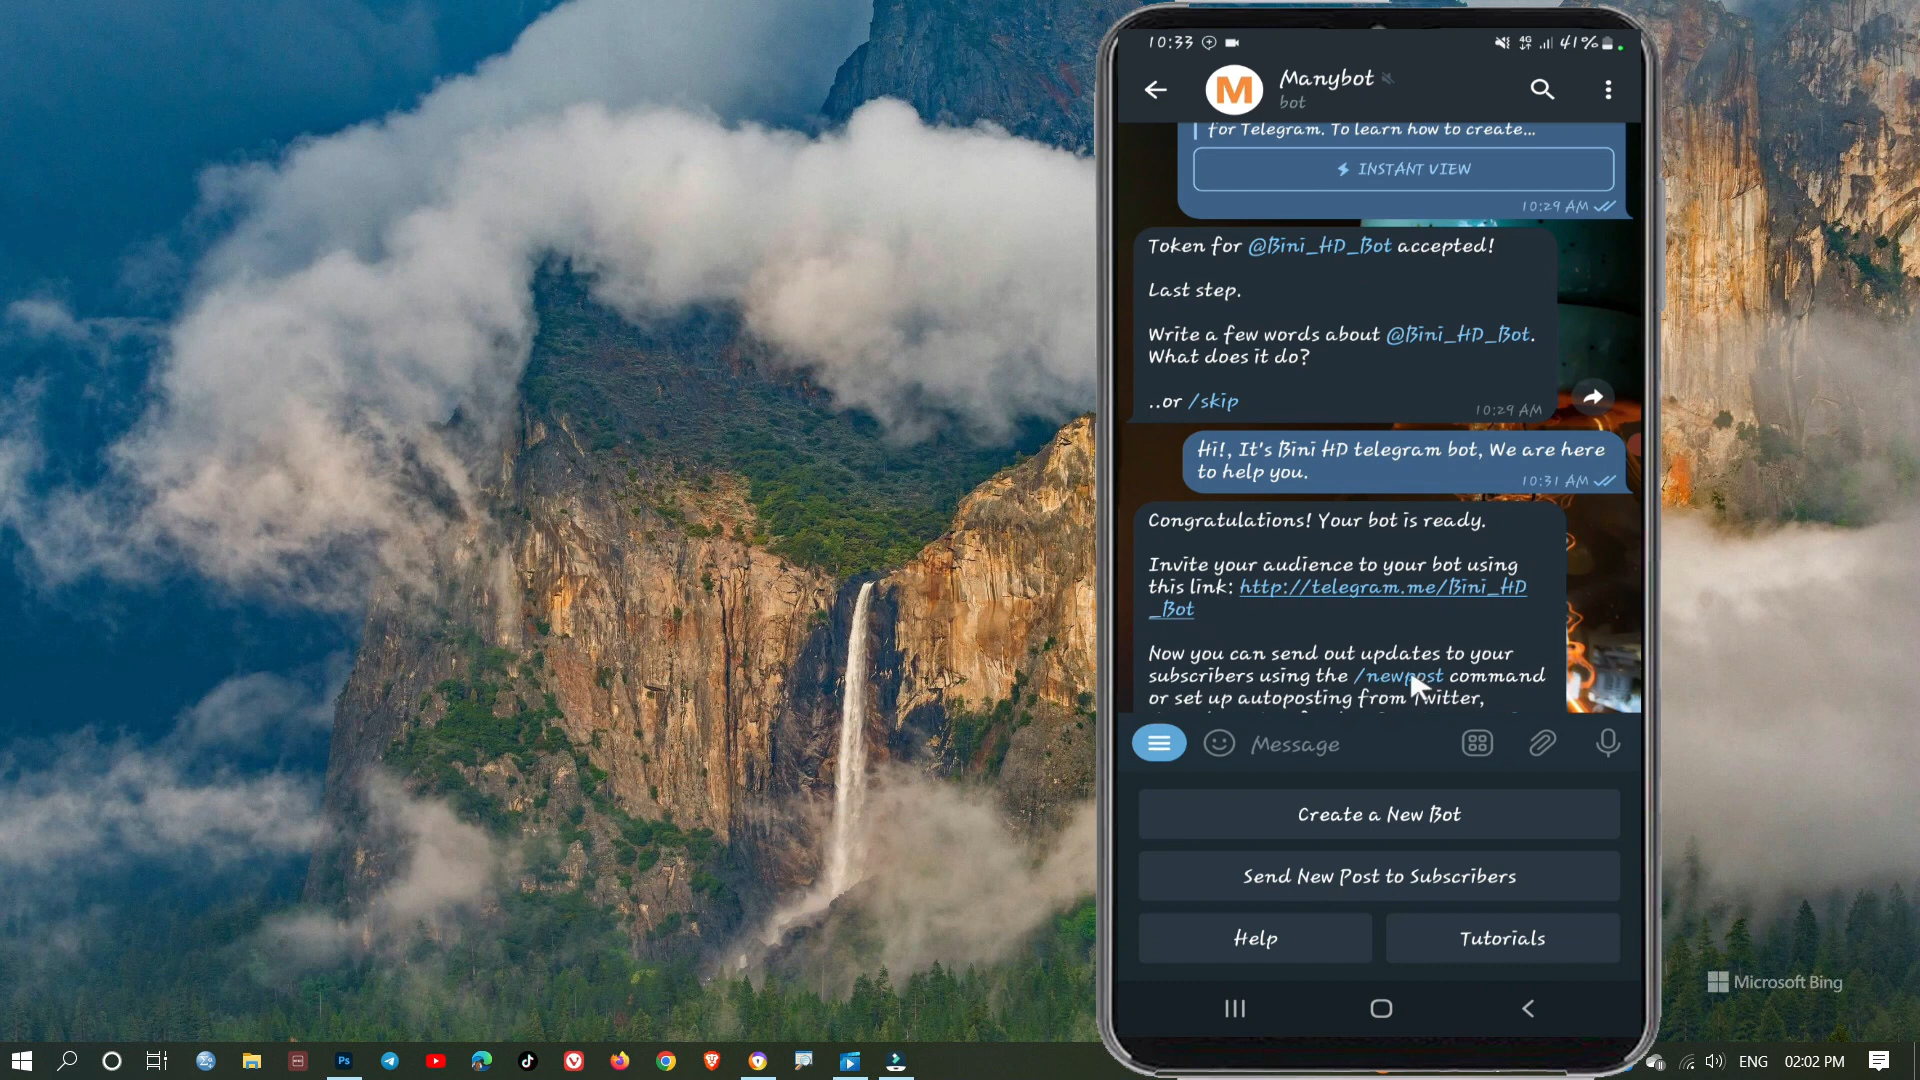 10:33
4G
41%
M
Manybot
bot
for Telegram. To learn how to create...
INSTANT VIEW
10:29 AM
Token for @Bini_HD_Bot accepted!
Last step.
Write a few words about @Bini_HD_Bot.
What does it do?
..or /skip
10:29 AM
Hi!, It's Bini HD telegram bot, We are here
to help you.
10:31 AM
Congratulations! Your bot is ready.
Invite your audience to your bot using
this link: http://telegram.me/Bini_HD
_Bot
Now you can send out updates to your
subscribers using the /newpost command
or set up autoposting from Twitter,
Message
Create a New Bot
Send New Post to Subscribers
Help
Tutorials
Microsoft Bing
Ps
ENG
02:02 PM